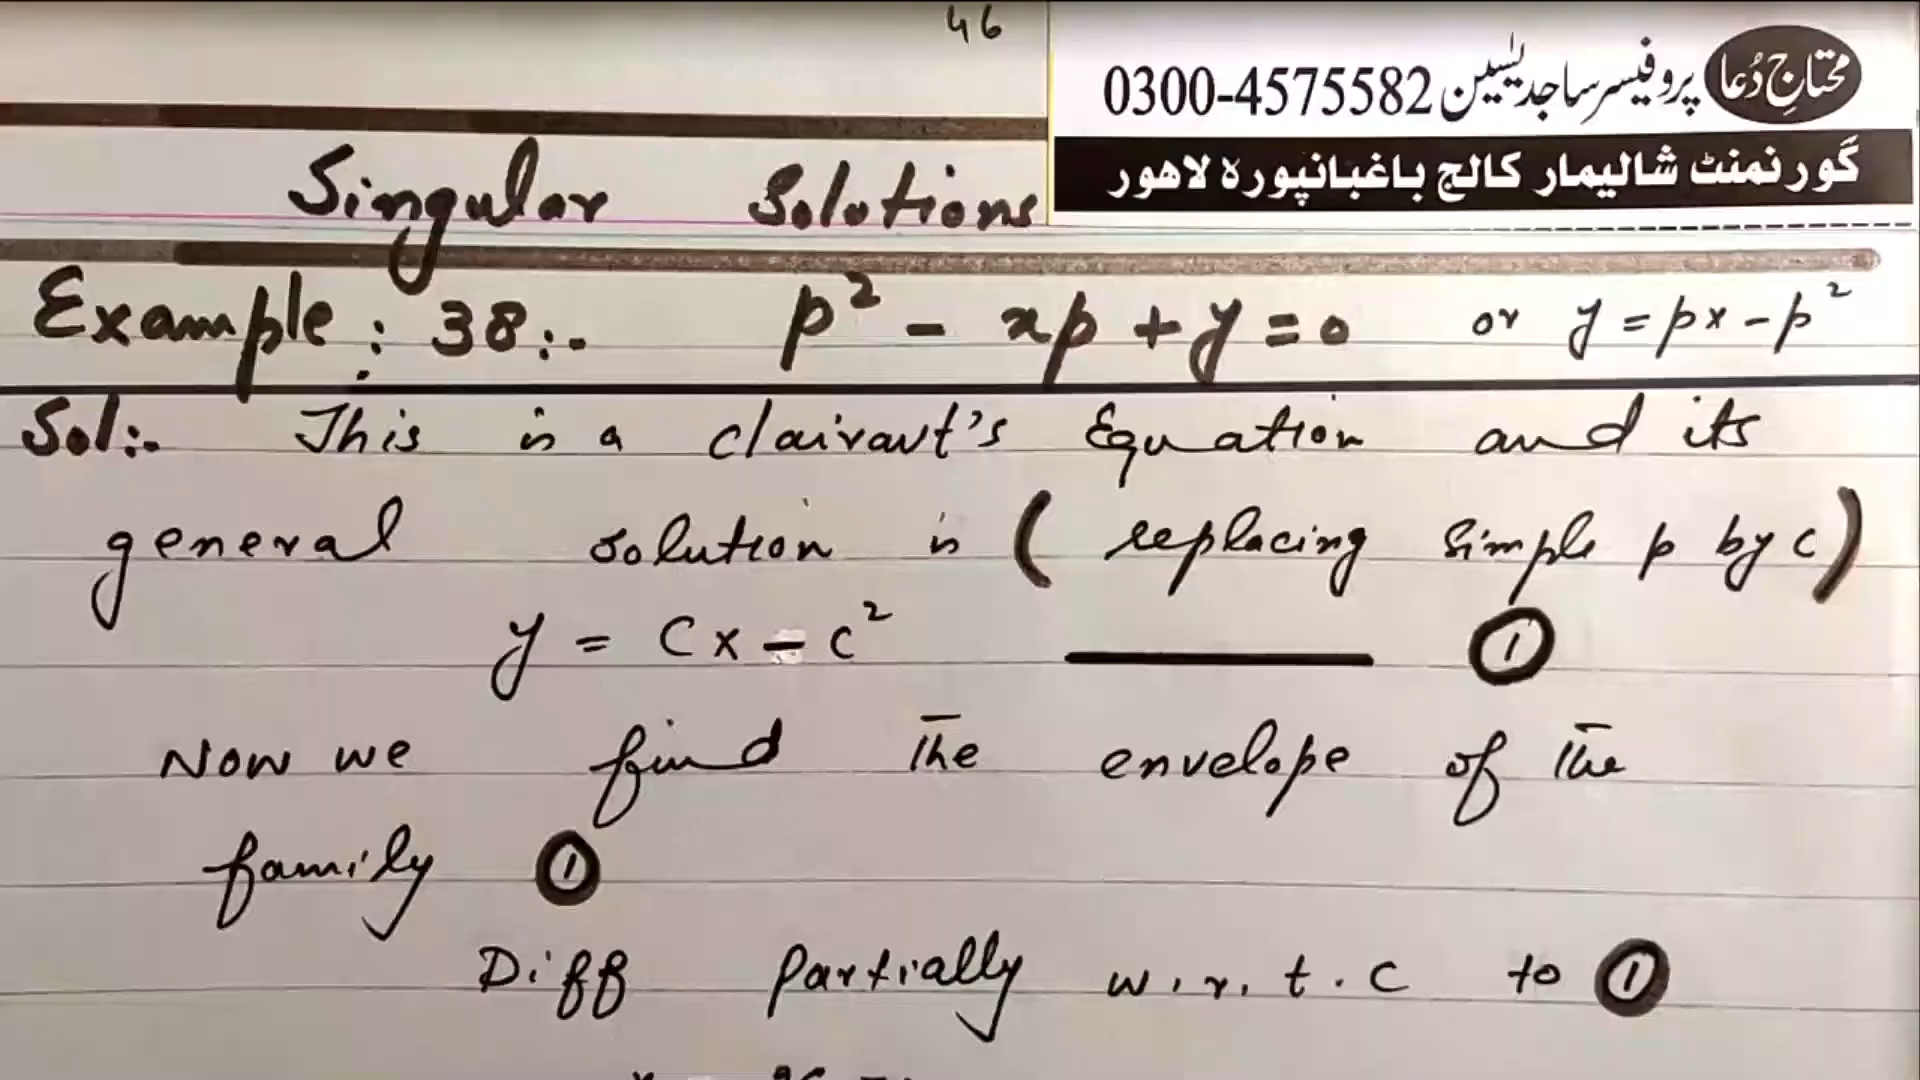 46
محتاجِ دُعا پروفیسر ساجد یٰسین 0300-4575582
گورنمنٹ شالیمار کالج باغبانپورہ لاہور
Singular Solutions
Example: 38:- p² - xp + y = 0 or y = px - p²
Sol:- This is a clairaut's Equation and its
general solution is ( replacing simple p by c )
y = Cx - c² ——— ①
Now we find the envelope of the
family ①
Diff partially w.r.t.c to ①